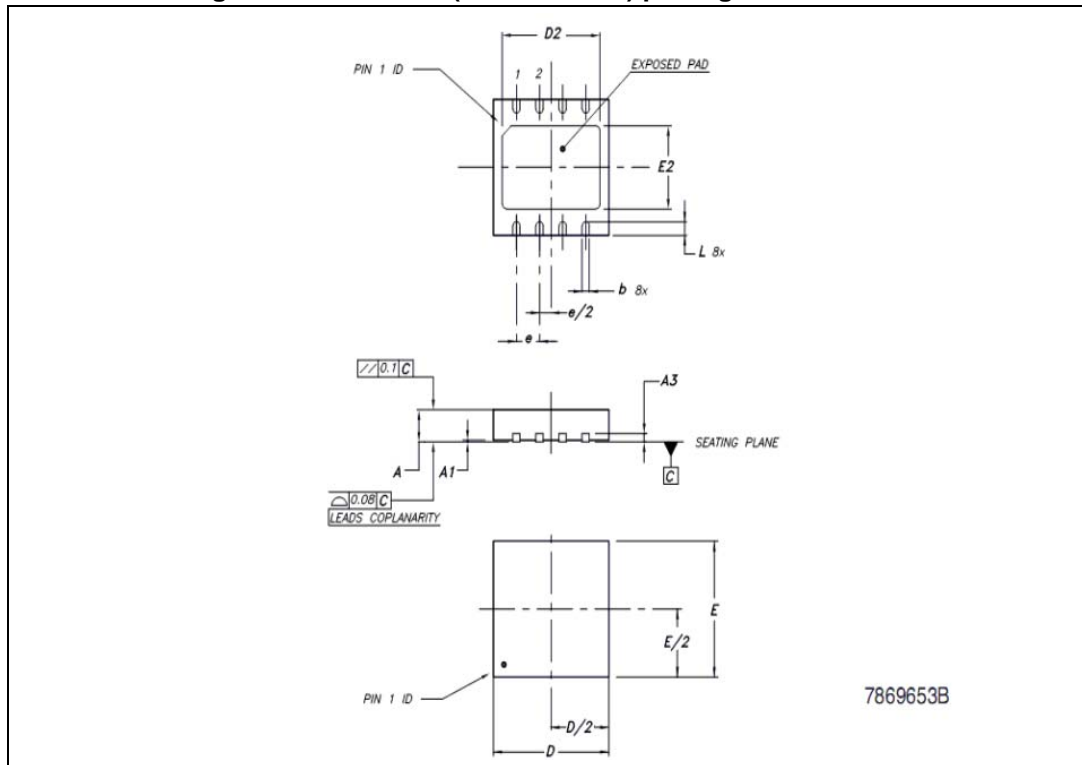 D2
PIN 1 ID
1 2
EXPOSED PAD
E2
L 8x
b 8x
e/2
e
// 0.1 C
A3
SEATING PLANE
A
A1
C
0.08 C
LEADS COPLANARITY
E
E/2
PIN 1 ID
7869653B
D/2
D